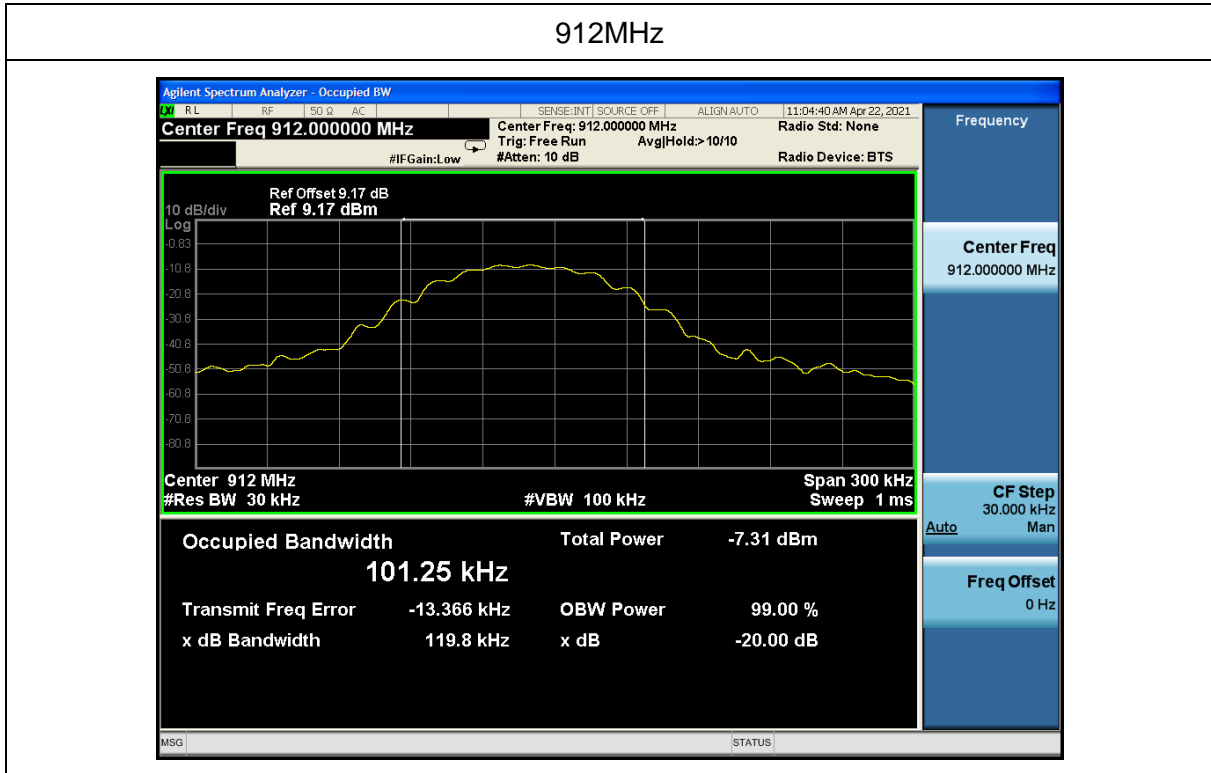 912MHz
Agilent Spectrum Analyzer - Occupied BW
LXI RL RF 50 Ω AC SENSE:INT SOURCE OFF ALIGN AUTO 11:04:40 AM Apr 22, 2021
Center Freq 912.000000 MHz
Center Freq: 912.000000 MHz
Radio Std: None
Trig: Free Run Avg|Hold:>10/10
#IFGain:Low
#Atten: 10 dB
Radio Device: BTS
Ref Offset 9.17 dB
10 dB/div Ref 9.17 dBm
Log
-0.83
-10.8
-20.8
-30.8
-40.8
-50.8
-60.8
-70.8
-80.8
Center 912 MHz Span 300 kHz
#Res BW 30 kHz #VBW 100 kHz Sweep 1 ms
Occupied Bandwidth Total Power -7.31 dBm
101.25 kHz
Transmit Freq Error -13.366 kHz OBW Power 99.00 %
x dB Bandwidth 119.8 kHz x dB -20.00 dB
MSG STATUS
Frequency
Center Freq
912.000000 MHz
CF Step
30.000 kHz
Auto Man
Freq Offset
0 Hz